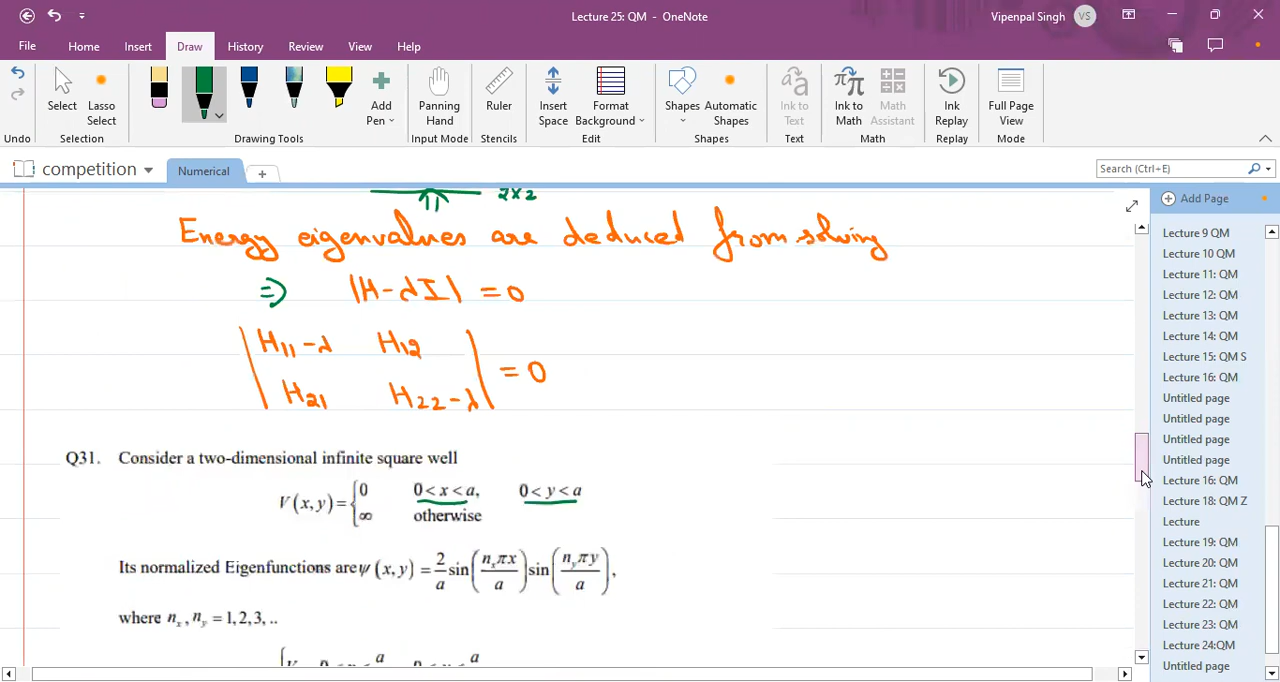 Lecture 25: QM - OneNote
Vipenpal Singh VS
File Home Insert Draw History Review View Help
Undo
Select
Lasso Select
Selection
Drawing Tools
Add Pen
Panning Hand
Input Mode
Ruler
Stencils
Insert Space
Format Background
Edit
Shapes
Automatic Shapes
Shapes
Ink to Text
Text
Ink to Math
Math Assistant
Math
Ink Replay
Replay
Full Page View
Mode
competition Numerical
Search (Ctrl+E)
2x2
Energy eigenvalues are deduced from solving
⇒ |H - λI| = 0
| H11 - λ H12 |
= 0
| H21 H22 - λ |
Q31. Consider a two-dimensional infinite square well
V(x, y) = { 0 0 < x < a, 0 < y < a
∞ otherwise
Its normalized Eigenfunctions are ψ(x, y) = 2/a sin(n_xπx/a) sin(n_yπy/a),
where n_x, n_y = 1, 2, 3, ..
Add Page
Lecture 9 QM
Lecture 10 QM
Lecture 11: QM
Lecture 12: QM
Lecture 13: QM
Lecture 14: QM
Lecture 15: QM S
Lecture 16: QM
Untitled page
Untitled page
Untitled page
Untitled page
Lecture 16: QM
Lecture 18: QM Z
Lecture
Lecture 19: QM
Lecture 20: QM
Lecture 21: QM
Lecture 22: QM
Lecture 23: QM
Lecture 24:QM
Untitled page